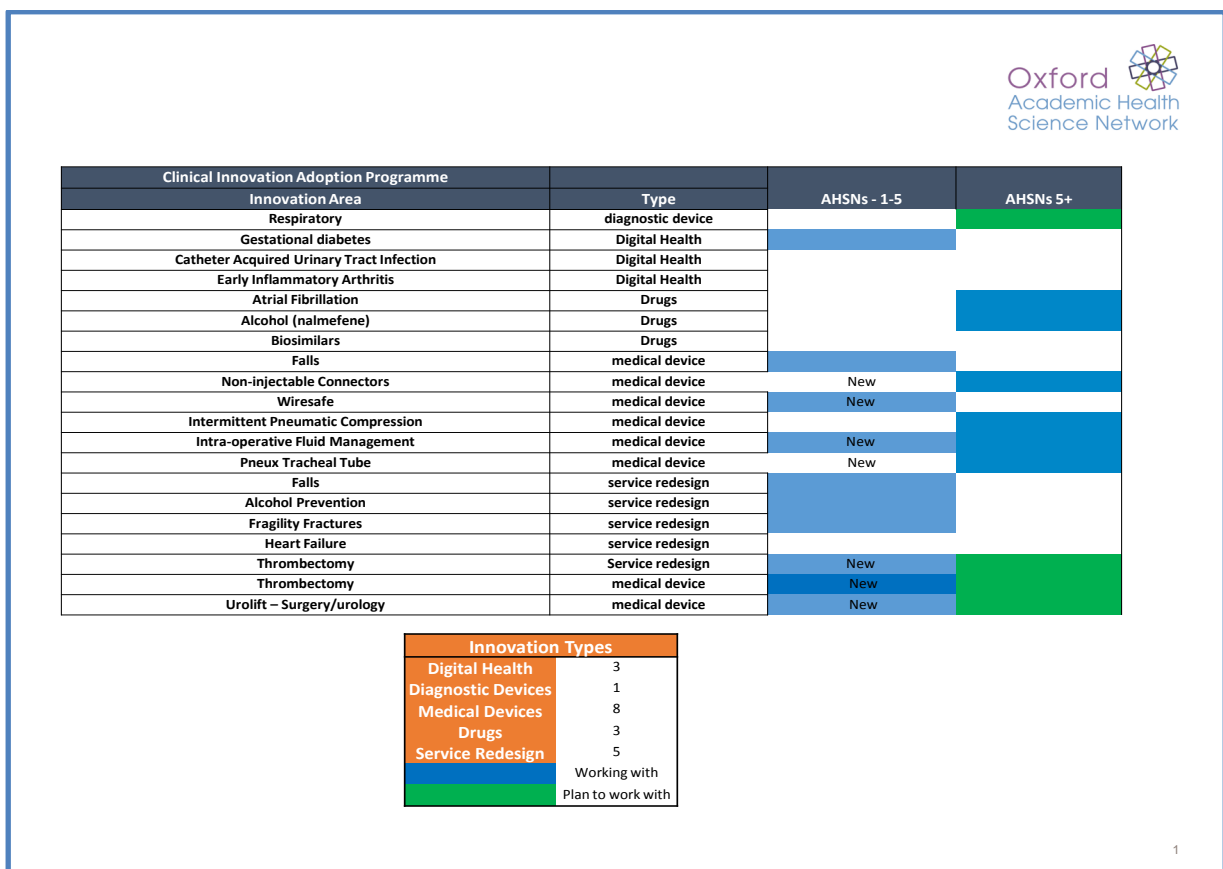 Oxford
Academic Health
Science Network
Clinical Innovation Adoption Programme
Innovation Area Type AHSNs - 1-5 AHSNs 5+
Respiratory diagnostic device
Gestational diabetes Digital Health
Catheter Acquired Urinary Tract Infection Digital Health
Early Inflammatory Arthritis Digital Health
Atrial Fibrillation Drugs
Alcohol (nalmefene) Drugs
Biosimilars Drugs
Falls medical device
Non-injectable Connectors medical device New
Wiresafe medical device New
Intermittent Pneumatic Compression medical device
Intra-operative Fluid Management medical device New
Pneux Tracheal Tube medical device New
Falls service redesign
Alcohol Prevention service redesign
Fragility Fractures service redesign
Heart Failure service redesign
Thrombectomy Service redesign New
Thrombectomy medical device New
Urolift – Surgery/urology medical device New
Innovation Types
Digital Health 3
Diagnostic Devices 1
Medical Devices 8
Drugs 3
Service Redesign 5
Working with
Plan to work with
1